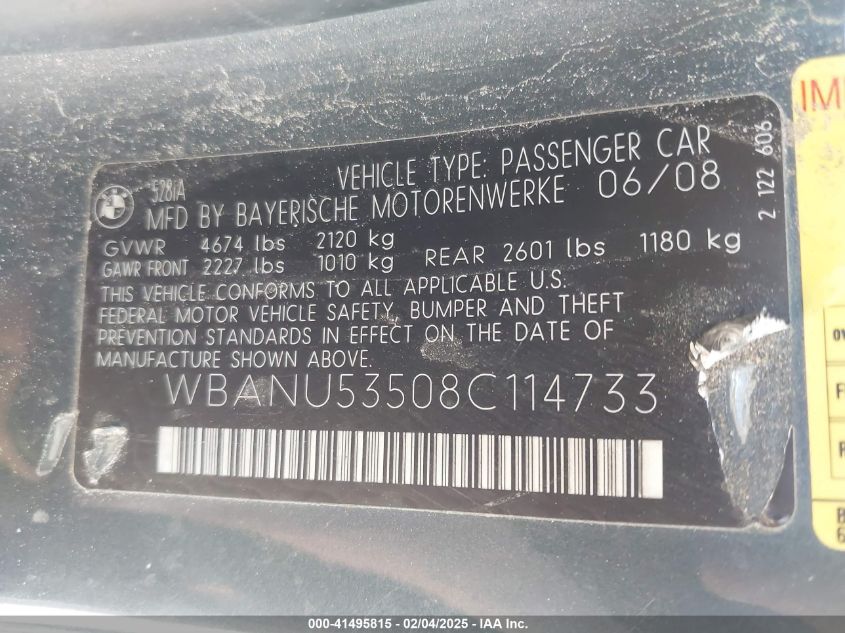 528iA
VEHICLE TYPE: PASSENGER CAR
MFD BY BAYERISCHE MOTORENWERKE 06/08
GVWR 4674 lbs 2120 kg
GAWR FRONT 2227 lbs 1010 kg REAR 2601 lbs 1180 kg
THIS VEHICLE CONFORMS TO ALL APPLICABLE U.S.
FEDERAL MOTOR VEHICLE SAFETY, BUMPER AND THEFT
PREVENTION STANDARDS IN EFFECT ON THE DATE OF
MANUFACTURE SHOWN ABOVE.
WBANU53508C114733
2 122 606
000-41495815 - 02/04/2025 - © IAA Holdings, LLC.